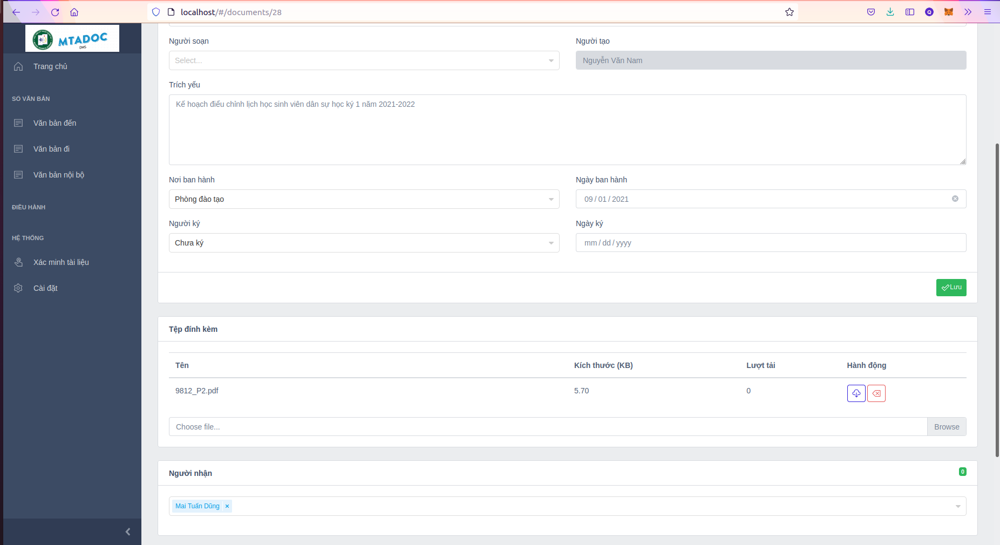 localhost/#/documents/28
MTADOC
DMS
Trang chủ
SỔ VĂN BẢN
Văn bản đến
Văn bản đi
Văn bản nội bộ
ĐIỀU HÀNH
HỆ THỐNG
Xác minh tài liệu
Cài đặt
Người soạn
Người tạo
Select...
Nguyễn Văn Nam
Trích yếu
Kế hoạch điều chỉnh lịch học sinh viên dân sự học ký 1 năm 2021-2022
Nơi ban hành
Ngày ban hành
Phòng đào tạo
09 / 01 / 2021
Người ký
Ngày ký
Chưa ký
mm / dd / yyyy
Lưu
Tệp đính kèm
Tên Kích thước (KB) Lượt tải Hành động
9812_P2.pdf 5.70 0
Choose file... Browse
Người nhận
0
Mai Tuấn Dũng ×